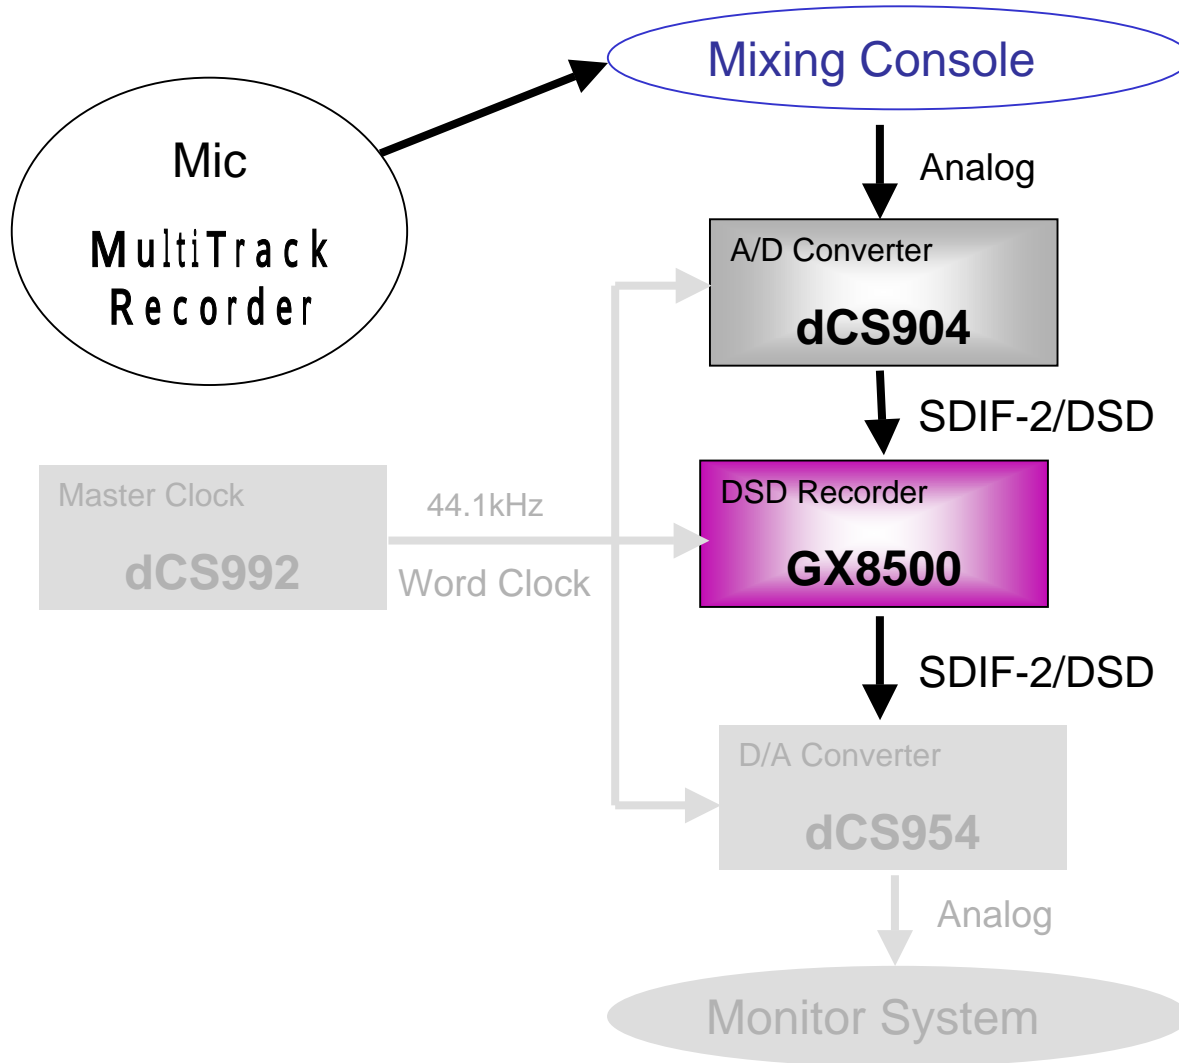 Mixing Console
Mic
MultiTrack
Recorder
Analog
A/D Converter
dCS904
SDIF-2/DSD
Master Clock
dCS992
44.1kHz
Word Clock
DSD Recorder
GX8500
SDIF-2/DSD
D/A Converter
dCS954
Analog
Monitor System